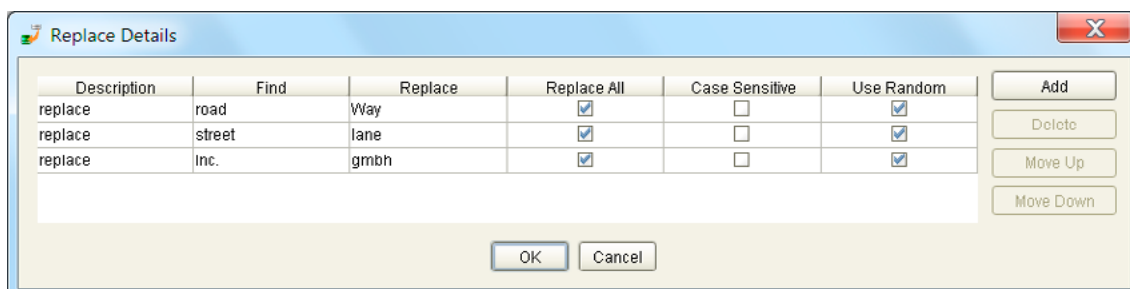 Replace Details
Description Find Replace Replace All Case Sensitive Use Random Add
replace road Way
Delete
replace street lane
replace Inc. gmbh
Move Up
Move Down
OK Cancel